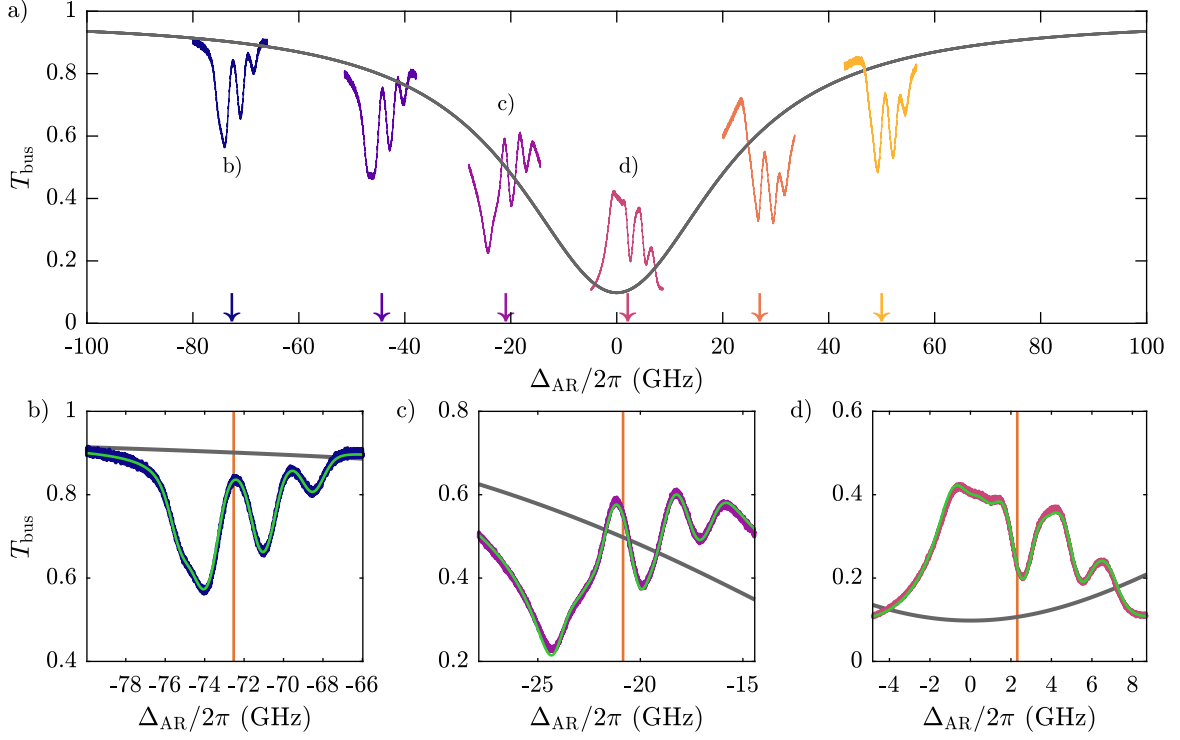 a)
1
0.8
0.6
0.4
0.2
0
T_bus
b)
c)
d)
-100 -80 -60 -40 -20 0 20 40 60 80 100
Δ_AR/2π (GHz)
b)
1
0.8
0.6
0.4
T_bus
-78 -76 -74 -72 -70 -68 -66
Δ_AR/2π (GHz)
c)
0.8
0.6
0.4
0.2
-25 -20 -15
Δ_AR/2π (GHz)
d)
0.6
0.4
0.2
0
-4 -2 0 2 4 6 8
Δ_AR/2π (GHz)